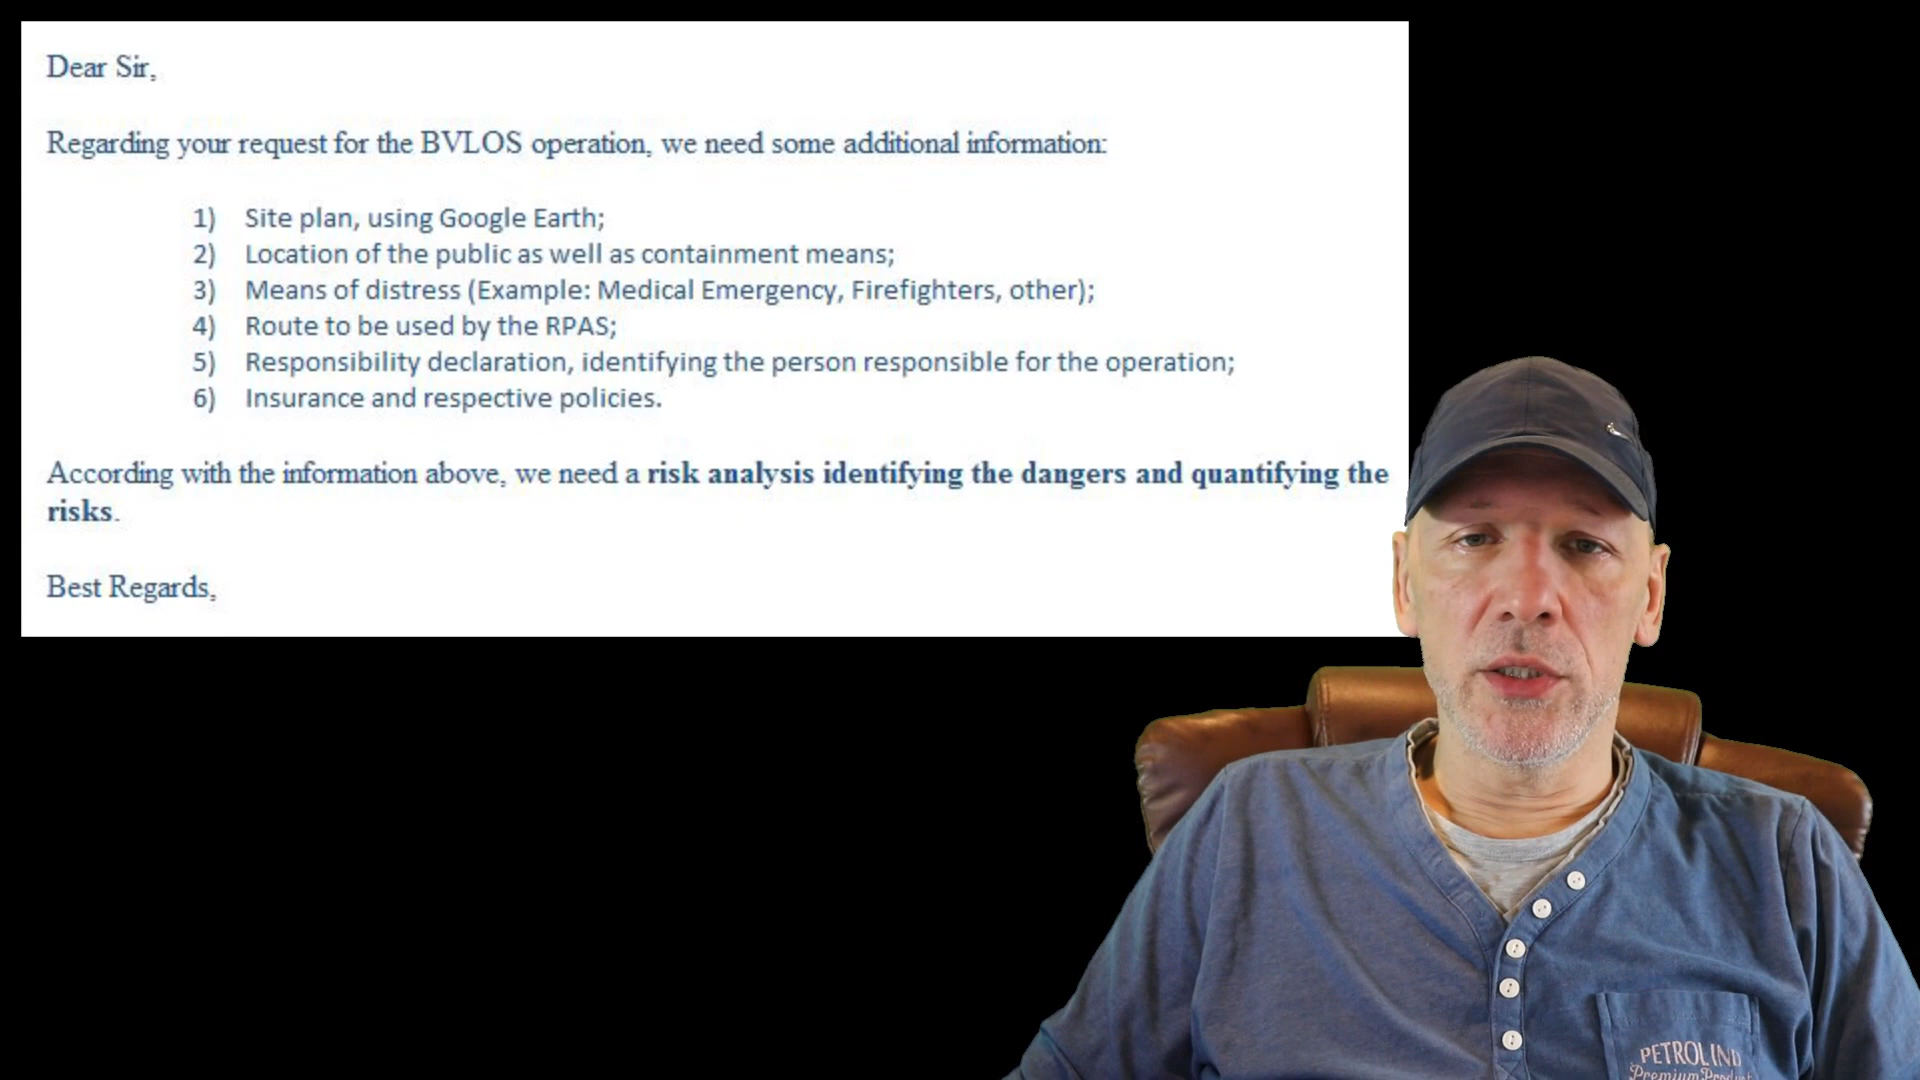 Dear Sir,
Regarding your request for the BVLOS operation, we need some additional information:
1) Site plan, using Google Earth;
2) Location of the public as well as containment means;
3) Means of distress (Example: Medical Emergency, Firefighters, other);
4) Route to be used by the RPAS;
5) Responsibility declaration, identifying the person responsible for the operation;
6) Insurance and respective policies.
According with the information above, we need a risk analysis identifying the dangers and quantifying the
risks.
Best Regards,
PETROL IND
Premium Product